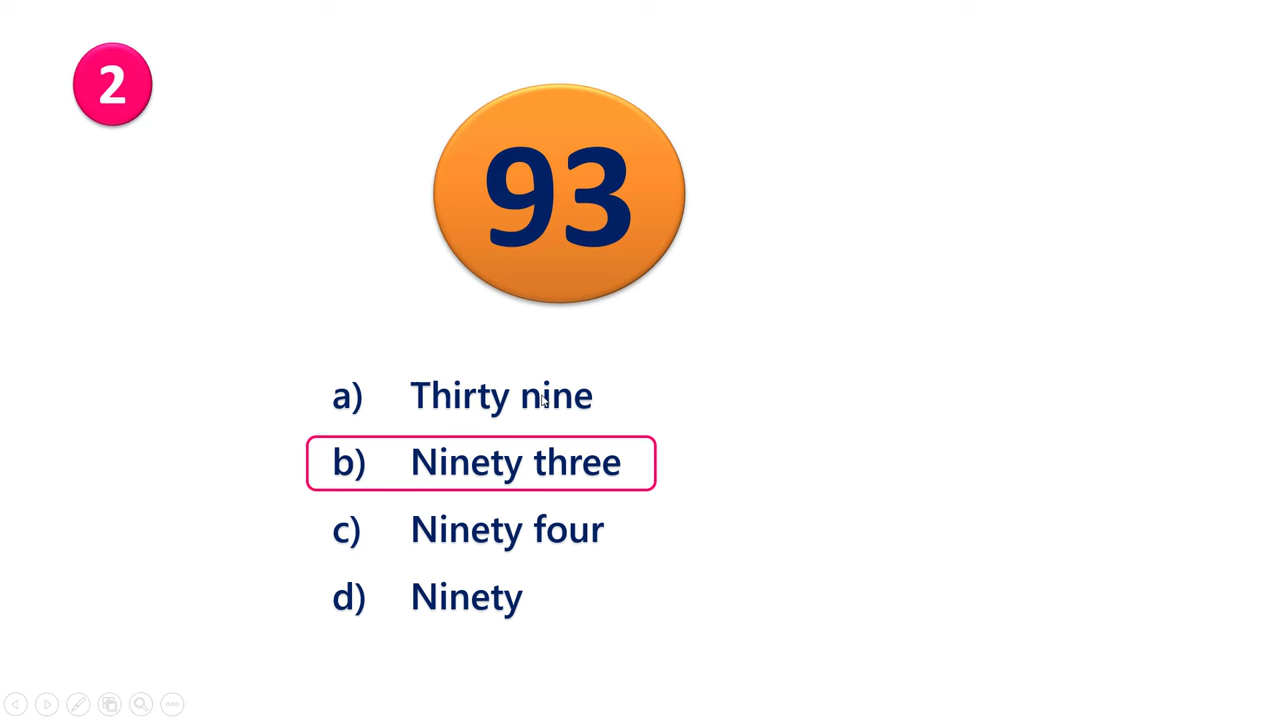 2
93
a) Thirty nine
b) Ninety three
c) Ninety four
d) Ninety